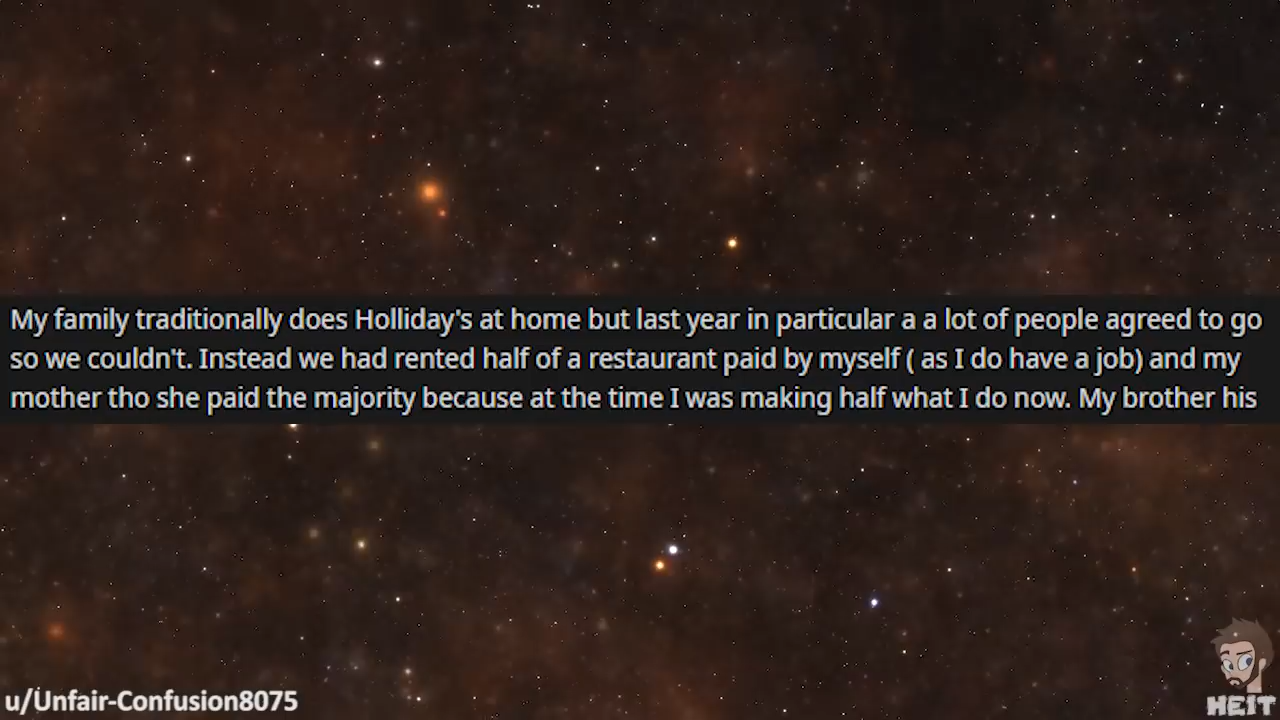 My family traditionally does Holliday's at home but last year in particular a a lot of people agreed to go
so we couldn't. Instead we had rented half of a restaurant paid by myself ( as I do have a job) and my
mother tho she paid the majority because at the time I was making half what I do now. My brother his
u/Unfair-Confusion8075
HEIT